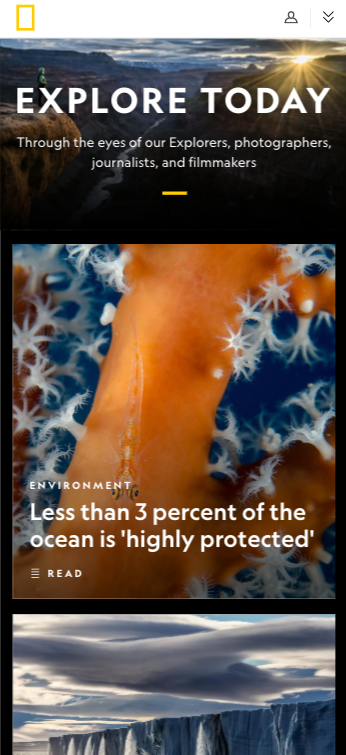 EXPLORE TODAY
Through the eyes of our Explorers, photographers,
journalists, and filmmakers
ENVIRONMENT
Less than 3 percent of the
ocean is 'highly protected'
READ